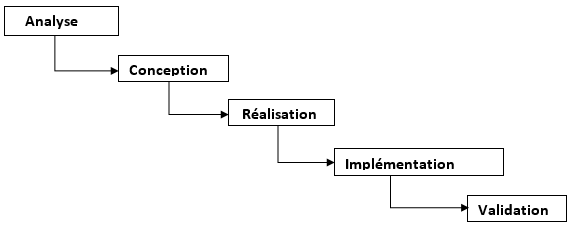 Analyse
Conception
Réalisation
Implémentation
Validation